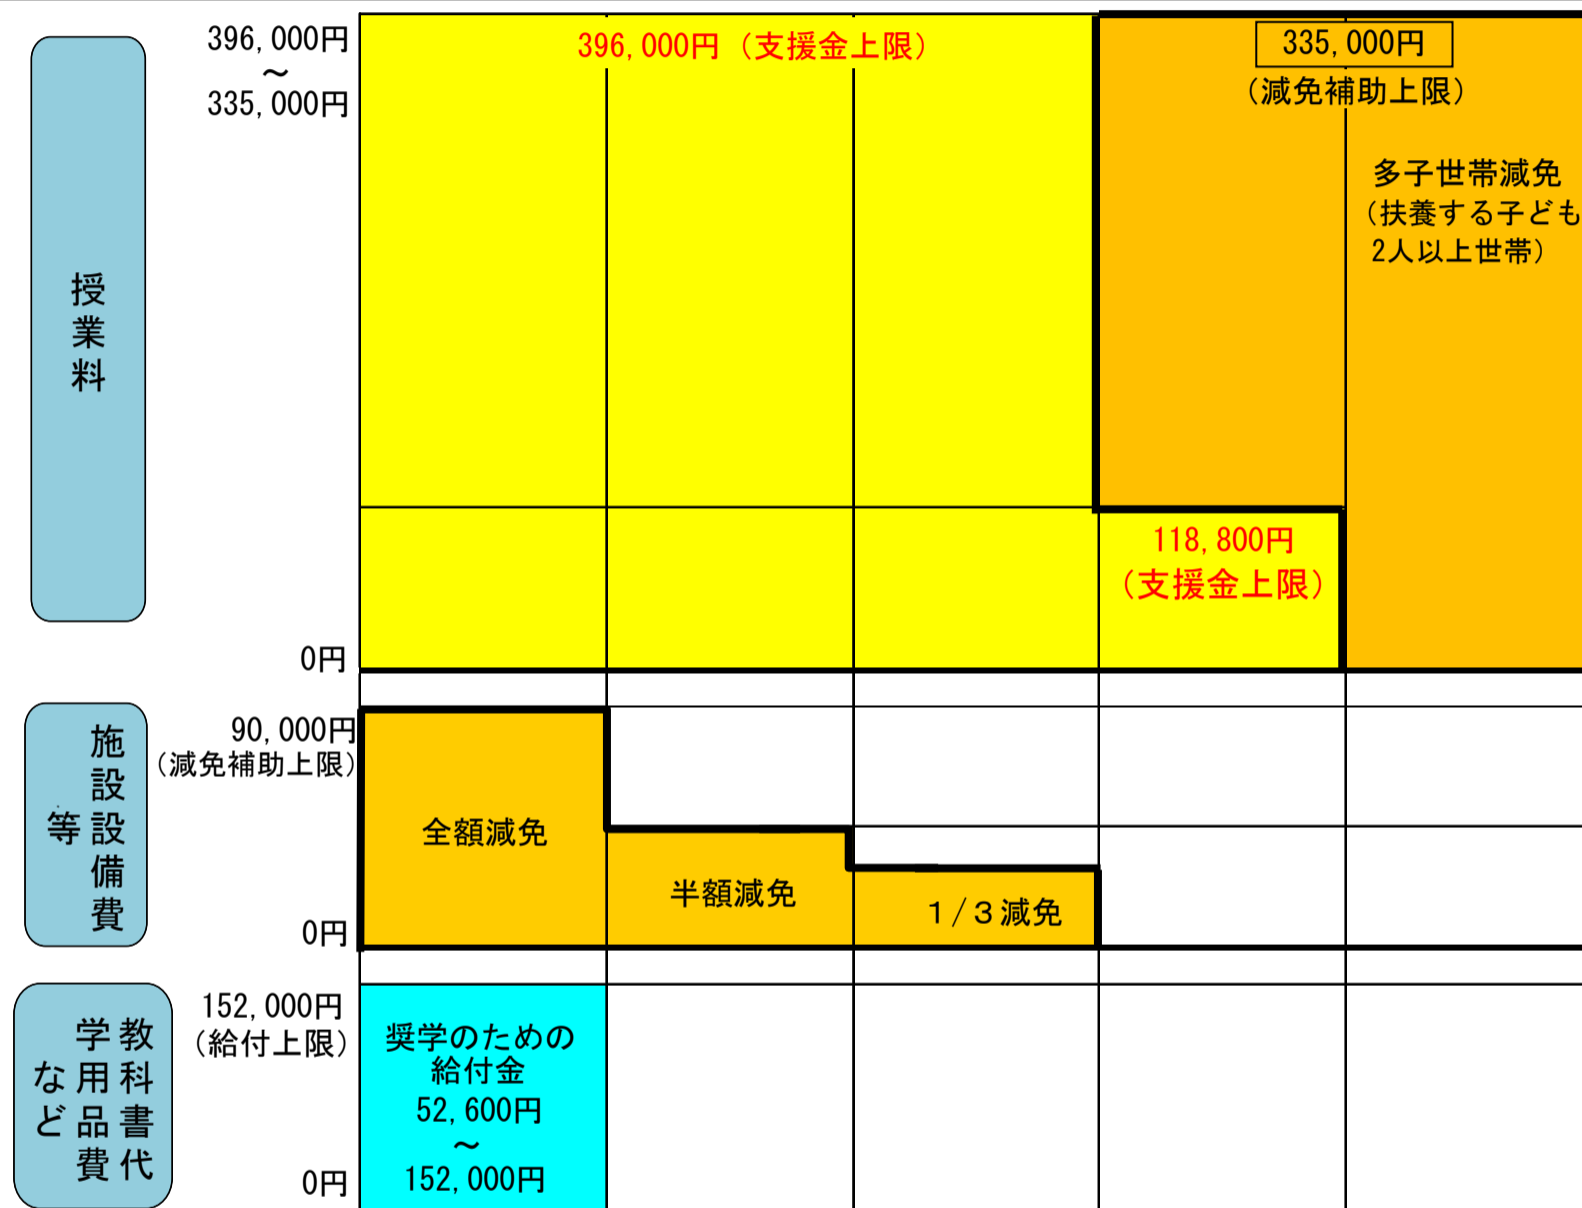 授業料
396,000円
～
335,000円
0円
396,000円（支援金上限）
335,000円
（減免補助上限）
多子世帯減免
（扶養する子ども
2人以上世帯）
118,800円
（支援金上限）
施設設備費
等
90,000円
（減免補助上限）
0円
全額減免
半額減免
１/３減免
教科書代
学用品費
など
152,000円
（給付上限）
0円
奨学のための
給付金
52,600円
～
152,000円